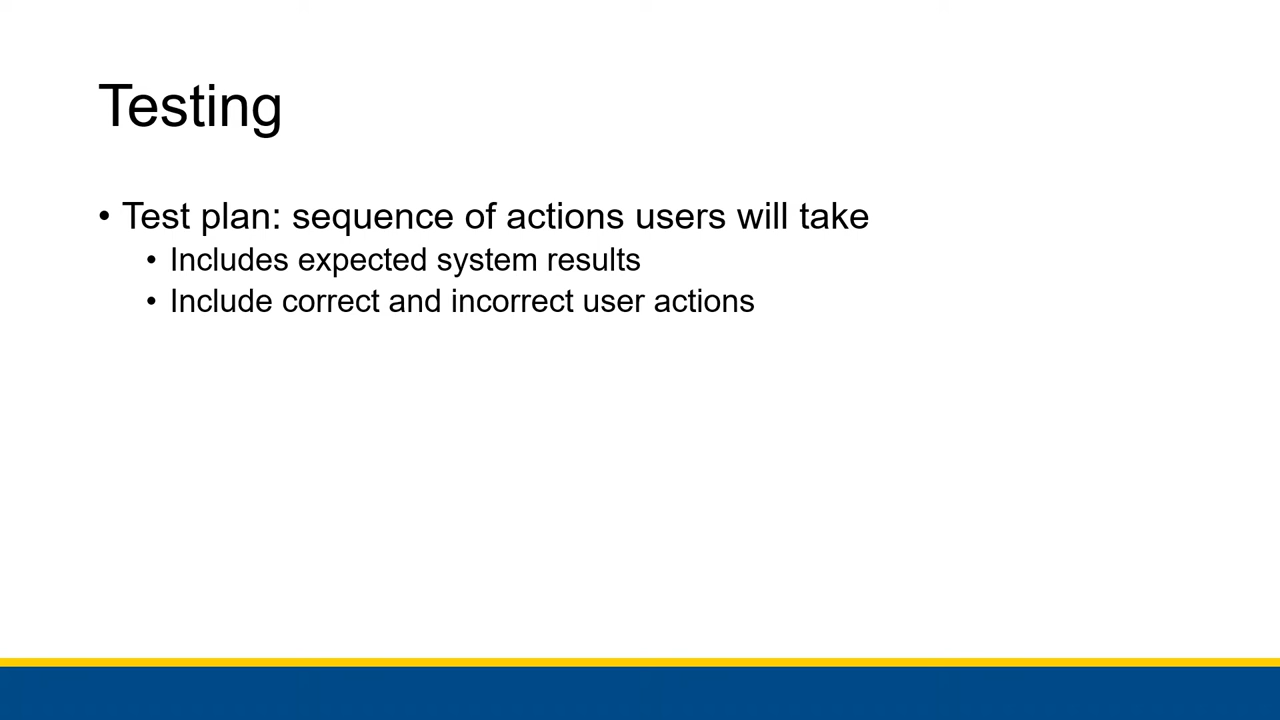 Testing
• Test plan: sequence of actions users will take
• Includes expected system results
• Include correct and incorrect user actions